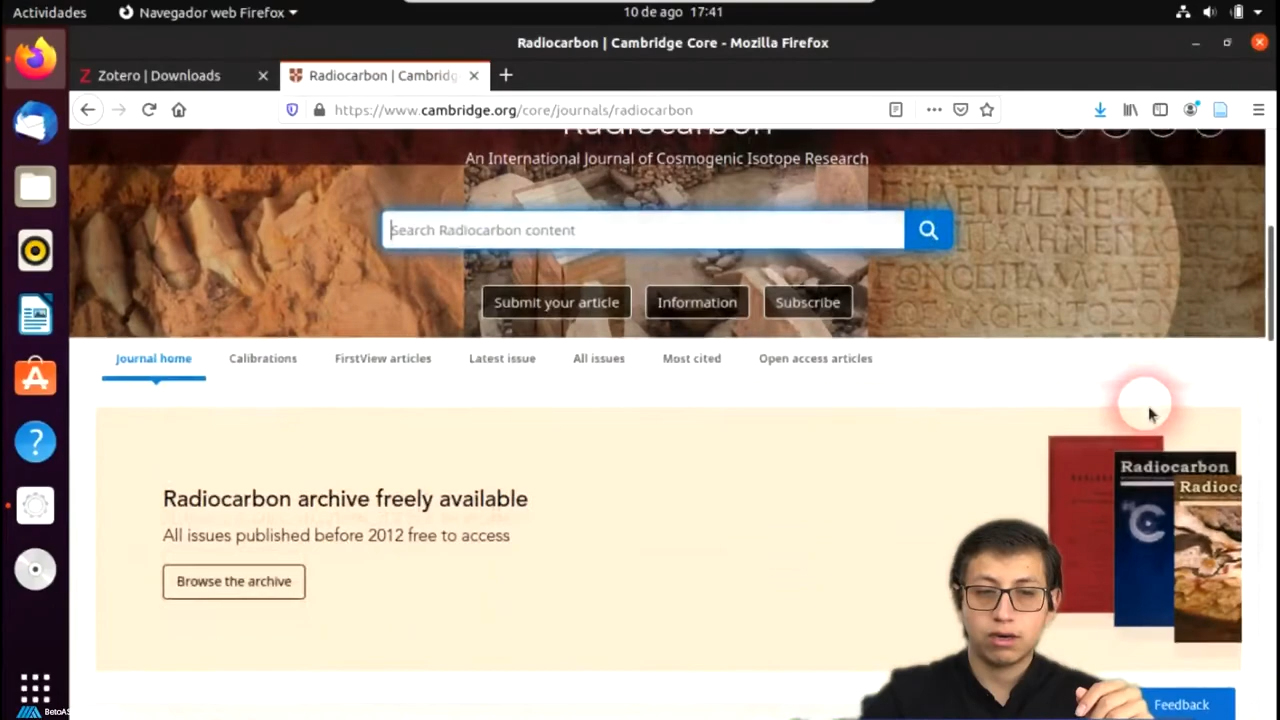 Actividades
Navegador web Firefox
10 de ago 17:41
Radiocarbon | Cambridge Core - Mozilla Firefox
Zotero | Downloads
Radiocarbon | Cambridg
https://www.cambridge.org/core/journals/radiocarbon
Radiocarbon
An International Journal of Cosmogenic Isotope Research
Search Radiocarbon content
Submit your article
Information
Subscribe
Journal home
Calibrations
FirstView articles
Latest issue
All issues
Most cited
Open access articles
Radiocarbon archive freely available
All issues published before 2012 free to access
Browse the archive
Radiocarbon
Radioca
Feedback
BetoAS